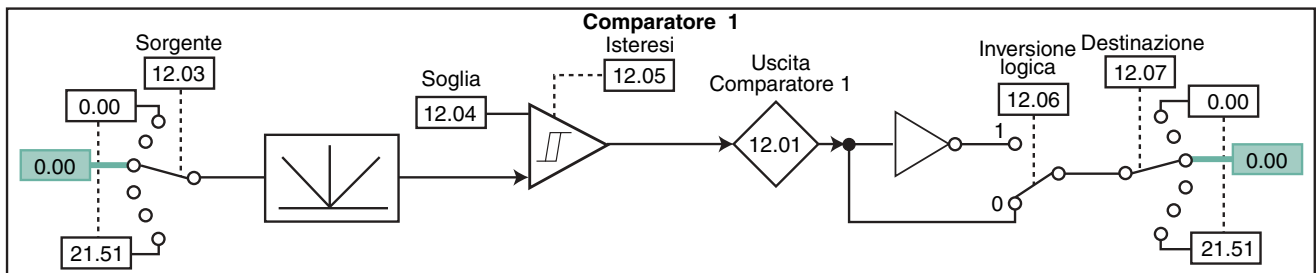 Comparatore 1
Sorgente
12.03
0.00
0.00
21.51
Soglia
12.04
Isteresi
12.05
Uscita
Comparatore 1
12.01
Inversione
logica
12.06
1
0
Destinazione
12.07
0.00
0.00
21.51